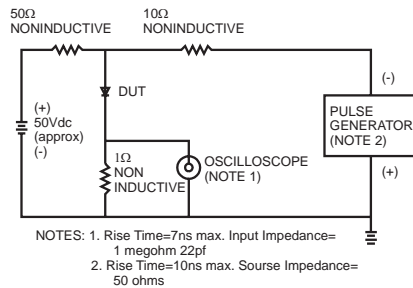 50Ω
NONINDUCTIVE
10Ω
NONINDUCTIVE
(+)
50Vdc
(approx)
(-)
DUT
1Ω
NON
INDUCTIVE
OSCILLOSCOPE
(NOTE 1)
(-)
PULSE
GENERATOR
(NOTE 2)
(+)
NOTES: 1. Rise Time=7ns max. Input Impedance=
1 megohm 22pf
2. Rise Time=10ns max. Sourse Impedance=
50 ohms